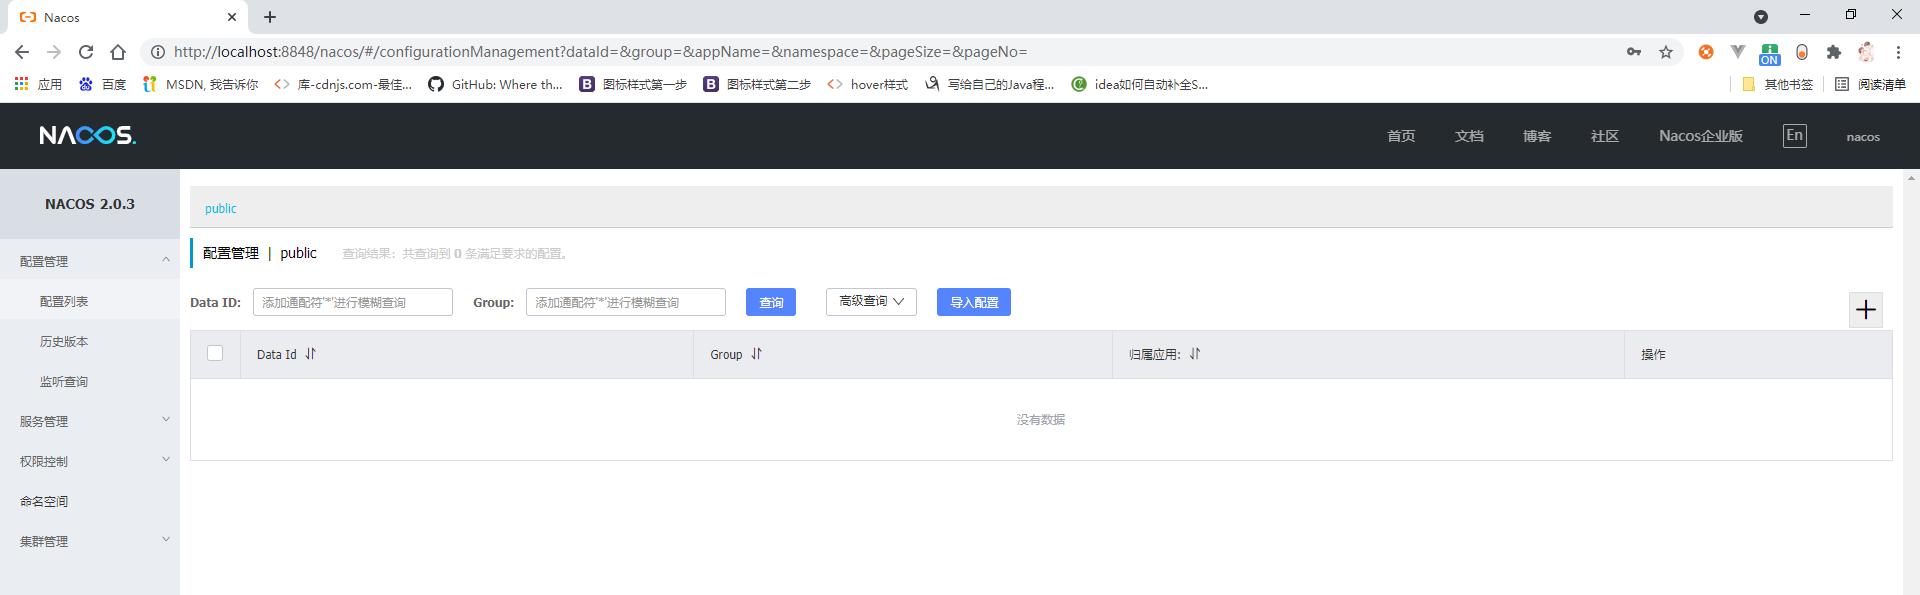 Nacos
http://localhost:8848/nacos/#/configurationManagement?dataId=&group=&appName=&namespace=&pageSize=&pageNo=
ON
应用 百度 MSDN, 我告诉你 库-cdnjs.com-最佳... GitHub: Where th... 图标样式第一步 图标样式第二步 hover样式 写给自己的Java程... idea如何自动补全S... 其他书签 阅读清单
NACOS. 首页 文档 博客 社区 Nacos企业版 En nacos
NACOS 2.0.3
配置管理
配置列表
历史版本
监听查询
服务管理
权限控制
命名空间
集群管理
public
配置管理 | public 查询结果：共查询到 0 条满足要求的配置。
Data ID: 添加通配符'*'进行模糊查询 Group: 添加通配符'*'进行模糊查询 查询 高级查询 导入配置
Data Id Group 归属应用: 操作
没有数据